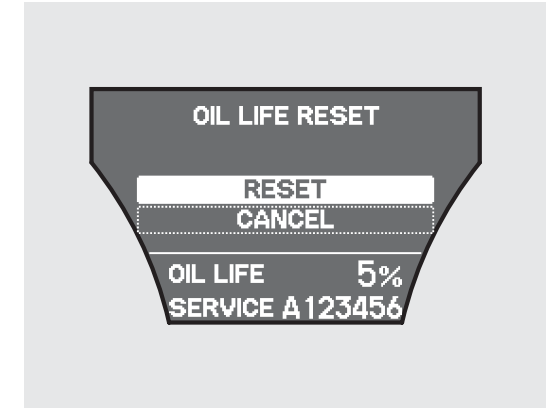 OIL LIFE RESET
RESET
CANCEL
OIL LIFE 5%
SERVICE A123456